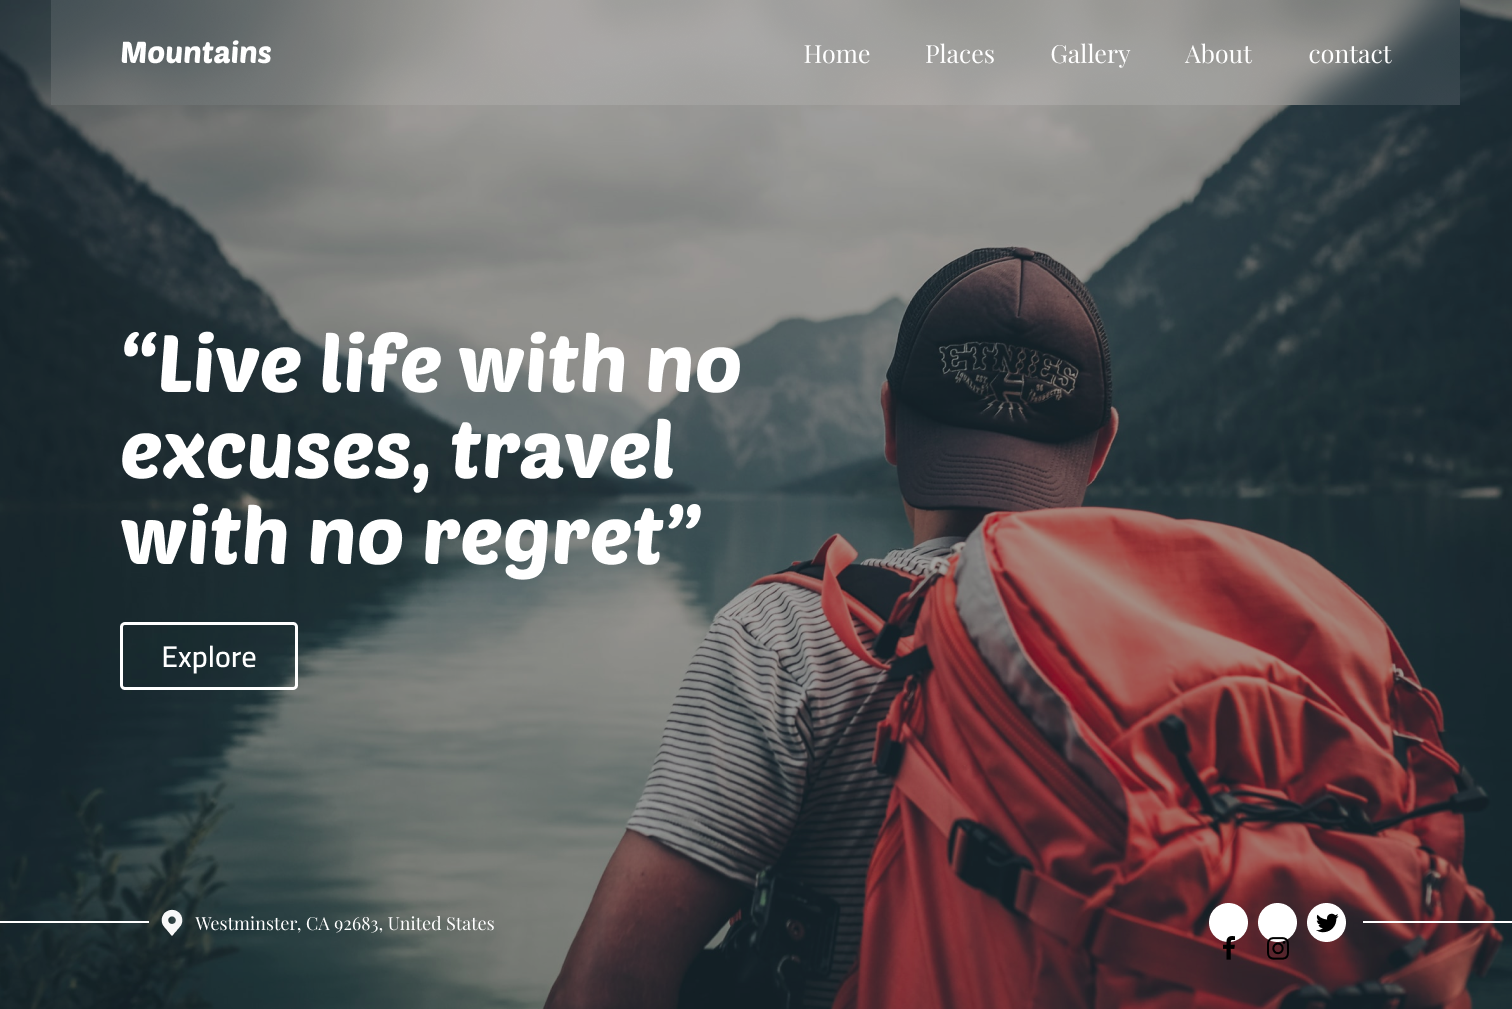 Mountains
Home Places Gallery About contact
“Live life with no
excuses, travel
with no regret”
ETNIES
Explore
Westminster, CA 92683, United States